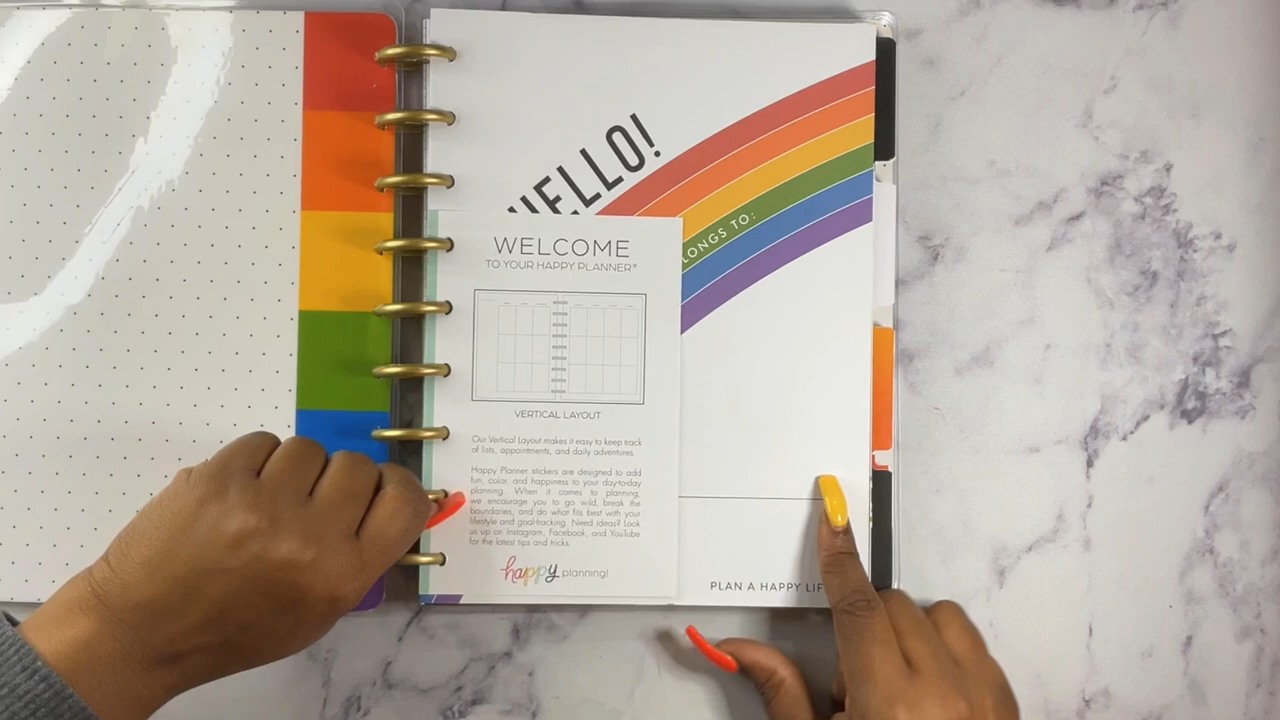 HELLO!
LONGS TO:
WELCOME
TO YOUR HAPPY PLANNER®
VERTICAL LAYOUT
Our Vertical Layout makes it easy to keep track
of lists, appointments, and daily adventures.
Happy Planner stickers are designed to add
fun, color, and happiness to your day-to-day
planning. When it comes to planning,
we encourage you to go wild, break the
boundaries, and do what fits best with your
lifestyle and goal-tracking. Need ideas? Look
us up on Instagram, Facebook, and YouTube
for the latest tips and tricks.
happy planning!
PLAN A HAPPY LIF